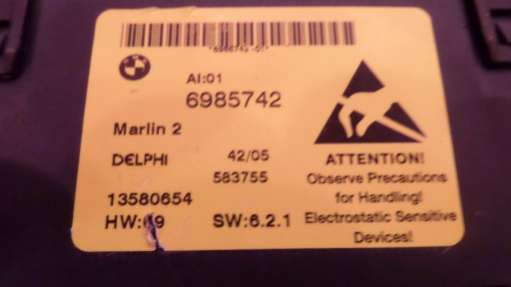 AI:01
6985742
Marlin 2
DELPHI 42/05
583755
13580654
HW: SW:6.2.1
ATTENTION!
Observe Precautions
for Handling!
Electrostatic Sensitive
Devices!